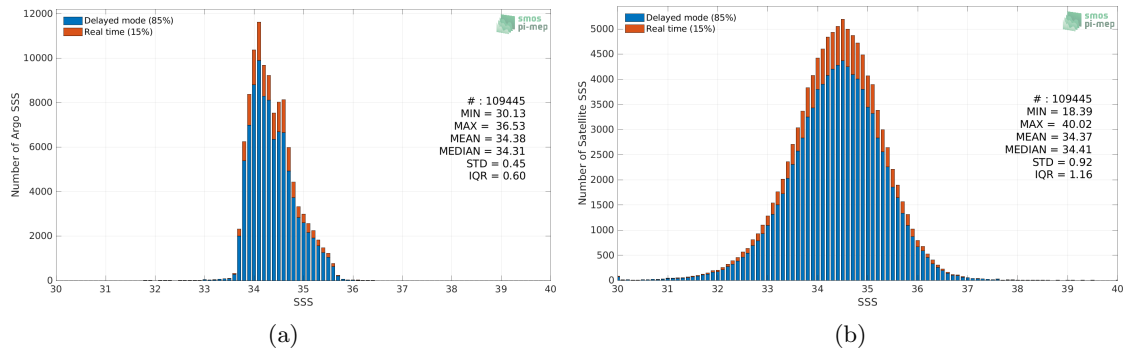 Delayed mode (85%)
Real time (15%)
smos
pi-mep
12000
10000
8000
6000
4000
2000
0
Number of Argo SSS
# : 109445
MIN = 30.13
MAX = 36.53
MEAN = 34.38
MEDIAN = 34.31
STD = 0.45
IQR = 0.60
30 31 32 33 34 35 36 37 38 39 40
SSS
(a)
Delayed mode (85%)
Real time (15%)
smos
pi-mep
5000
4500
4000
3500
3000
2500
2000
1500
1000
500
0
Number of Satellite SSS
# : 109445
MIN = 18.39
MAX = 40.02
MEAN = 34.37
MEDIAN = 34.41
STD = 0.92
IQR = 1.16
30 31 32 33 34 35 36 37 38 39 40
SSS
(b)